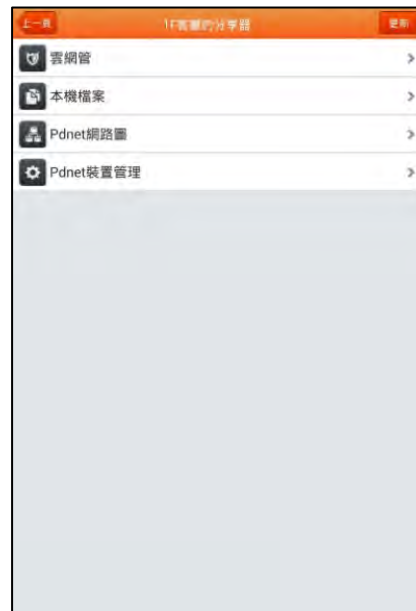 上一頁
1F客廳的分享器
更新
雲網管
本機檔案
Pdnet網路圖
Pdnet裝置管理